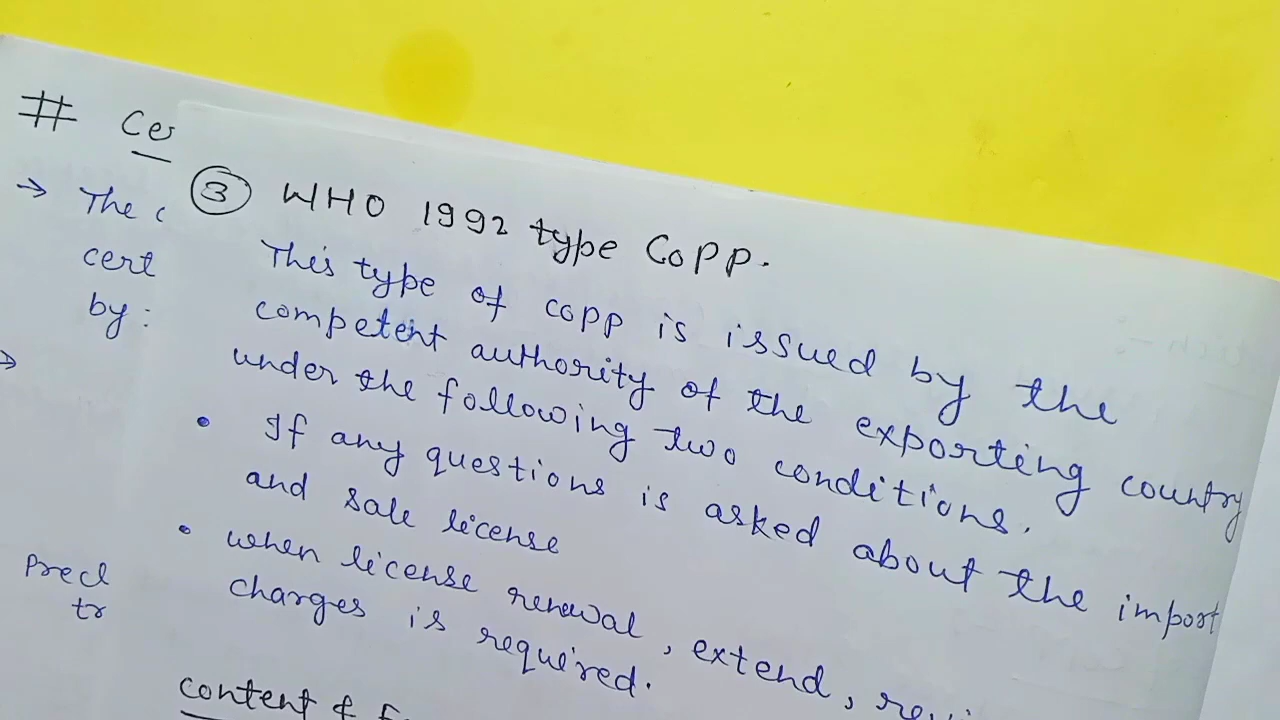 # Cer
→ The c
cert
by:
→
Precl
tr
③ WHO 1992 type CoPP.
This type of copp is issued by the
competent authority of the exporting country
under the following two conditions.
• If any questions is asked about the import
and sale license
• when license renewal, extend,
charges is required.
content &